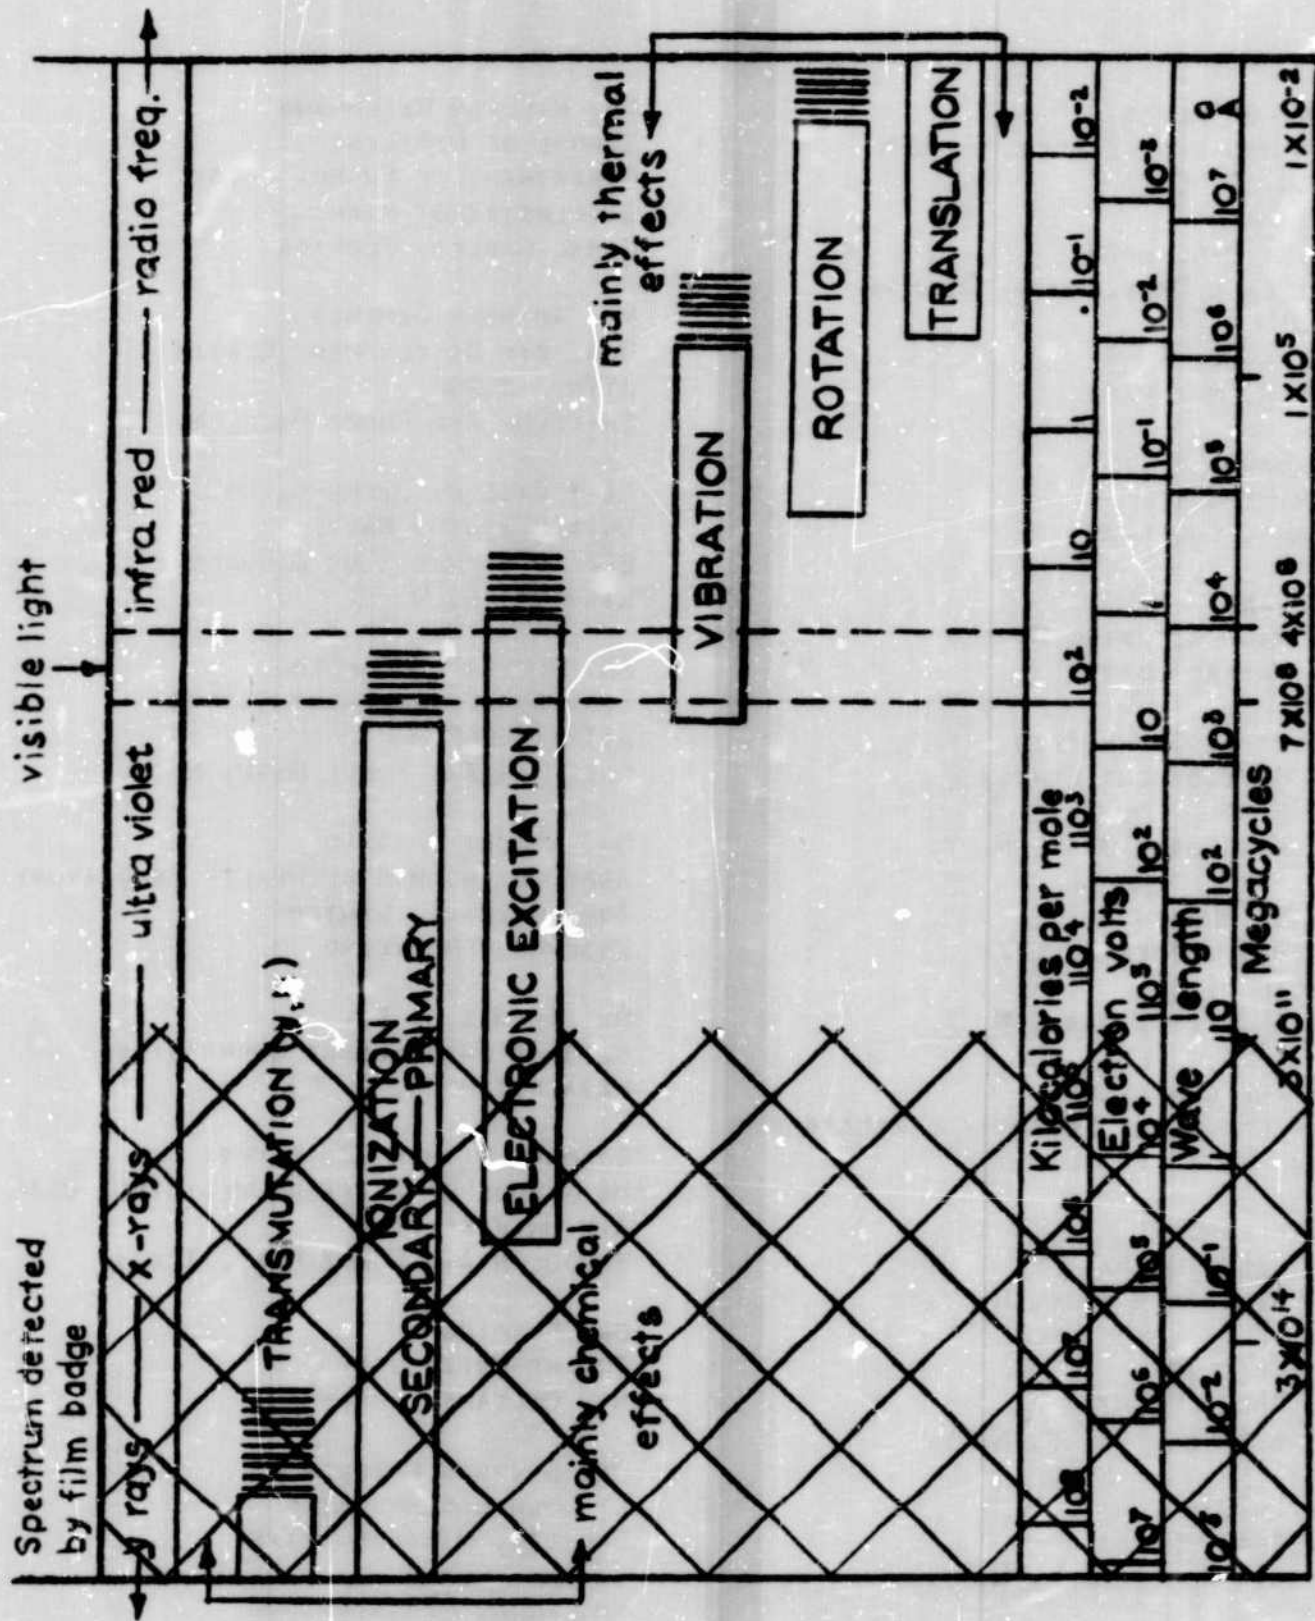 visible light
Spectrum detected
by film badge
γ rays — x-rays — ultra violet infra red — radio freq.
TRANSMUTATION
IONIZATION
SECONDARY — PRIMARY
ELECTRONIC EXCITATION
mainly chemical
effects
mainly thermal
effects
VIBRATION
ROTATION
TRANSLATION
Kilocalories per mole
10⁸ 10⁷ 10⁶ 10⁴ 10³ 10² 10 1 10⁻¹ 10⁻²
Electron volts
10⁷ 10⁶ 10⁵ 10⁴ 10³ 10² 10 10⁻¹ 10⁻² 10⁻³
Wave length
10⁻³ 10⁻² 10⁻¹ 1 10 10² 10³ 10⁴ 10⁵ 10⁶ 10⁷ Å
Megacycles
3X10¹⁴ 3X10¹¹ 7X10⁸ 4X10⁸ 1X10⁵ 1X10⁻²